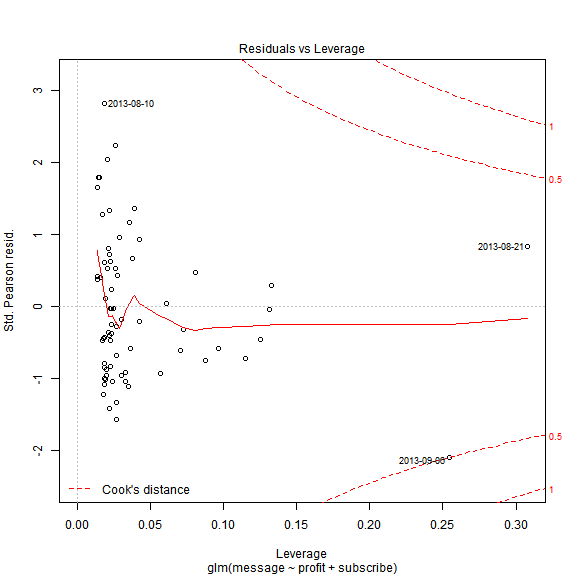 Residuals vs Leverage
Std. Pearson resid.
3
2
1
0
-1
-2
2013-08-10
2013-08-21
2013-09-06
1
0.5
0.5
1
Cook's distance
0.00 0.05 0.10 0.15 0.20 0.25 0.30
Leverage
glm(message ~ profit + subscribe)